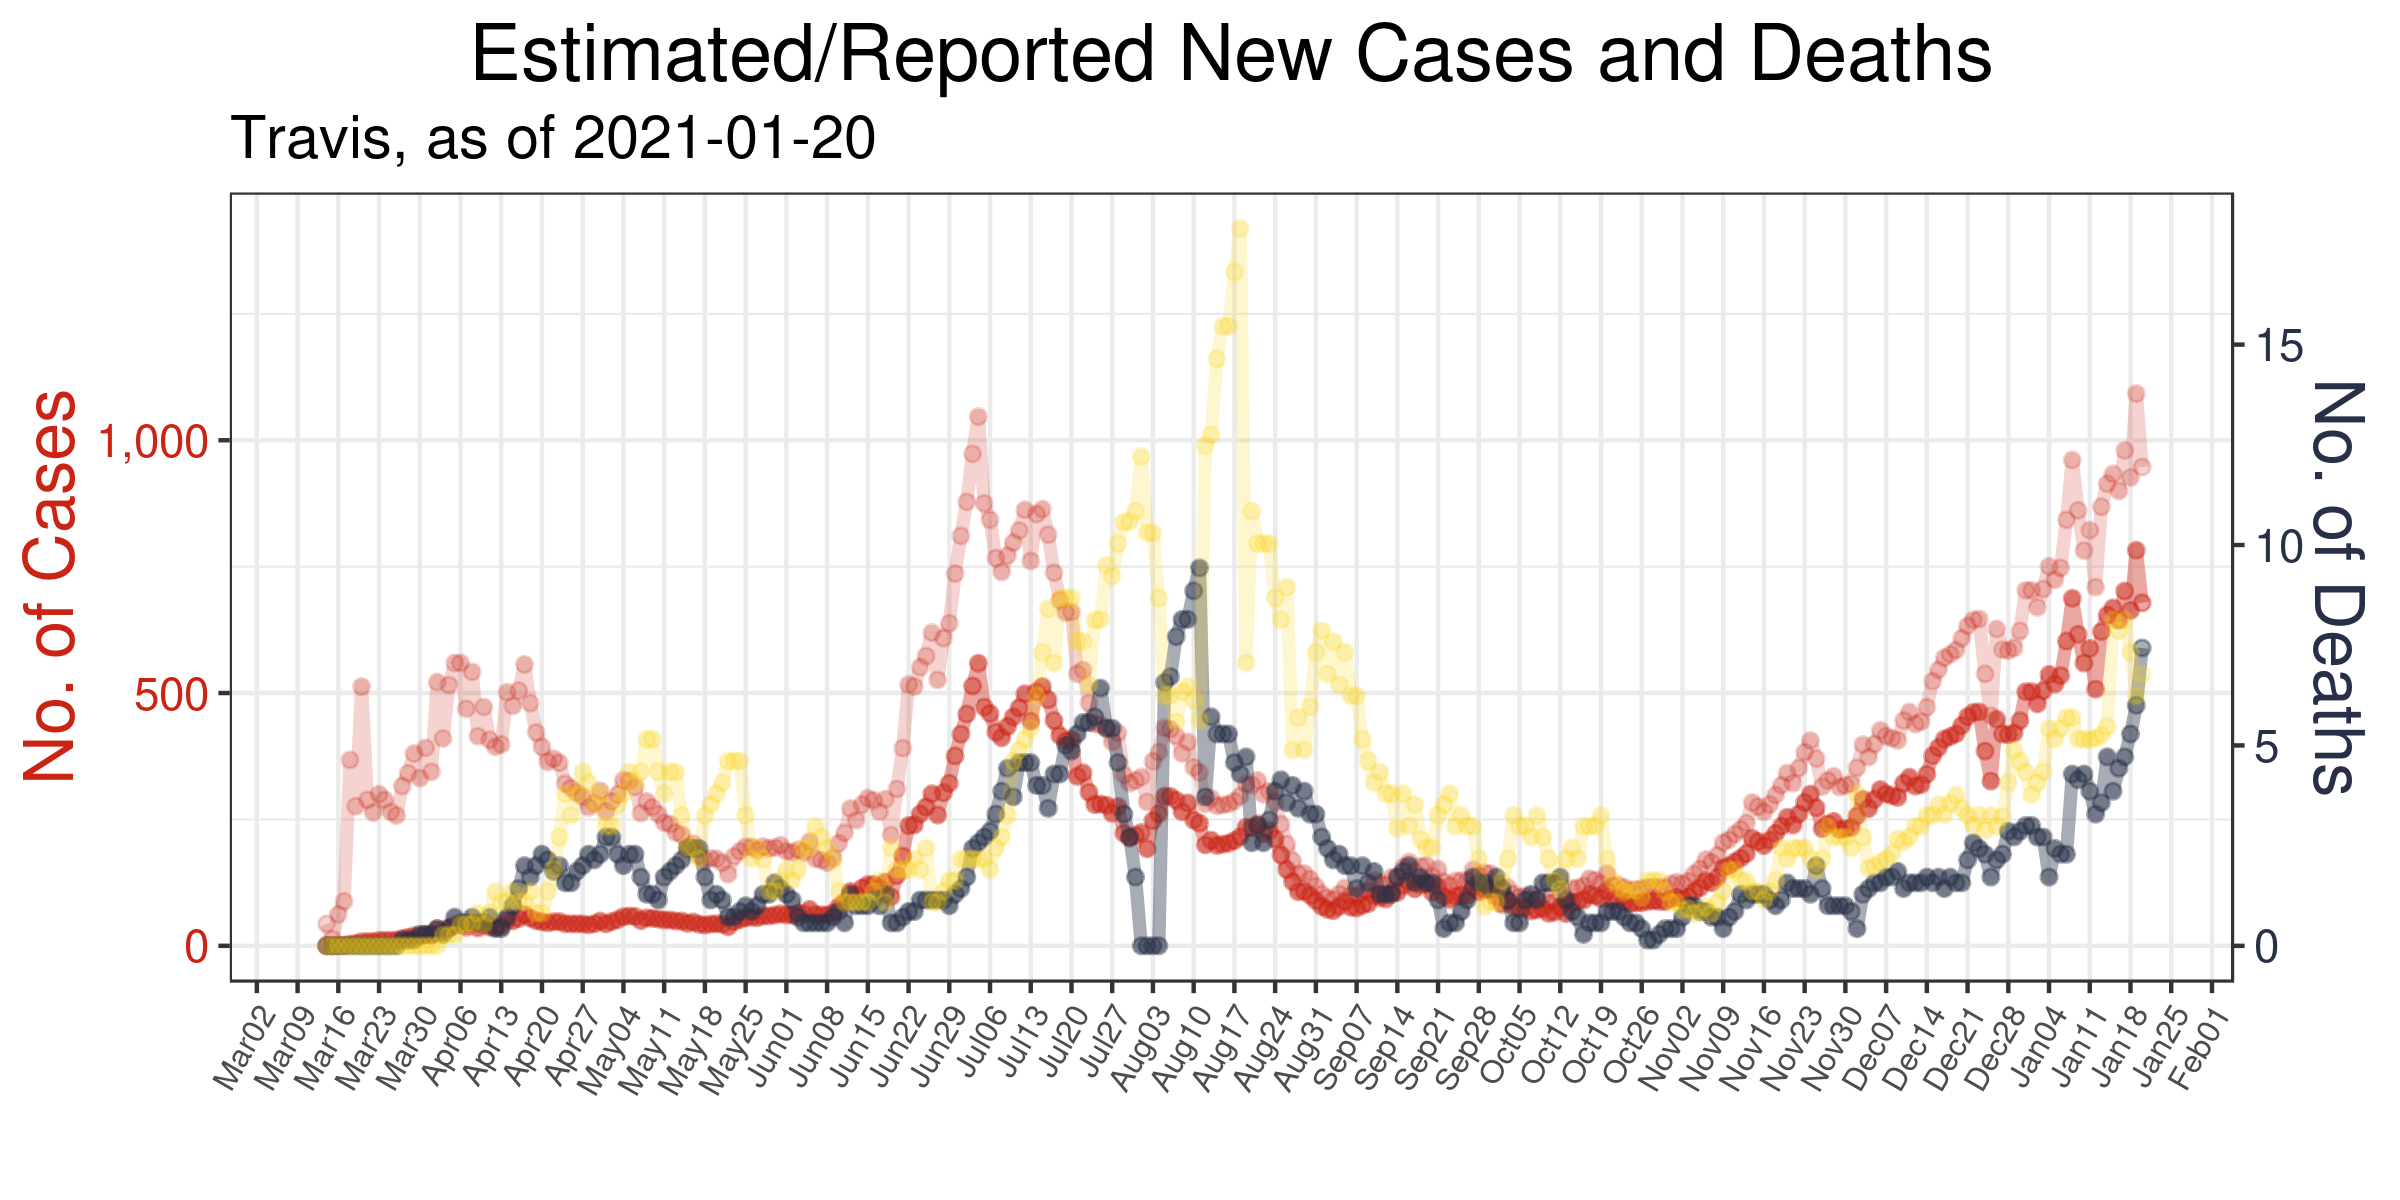 Estimated/Reported New Cases and Deaths
Travis, as of 2021-01-20
No. of Cases
1,000
500
0
15
10
5
0
No. of Deaths
Mar02
Mar09
Mar16
Mar23
Mar30
Apr06
Apr13
Apr20
Apr27
May04
May11
May18
May25
Jun01
Jun08
Jun15
Jun22
Jun29
Jul06
Jul13
Jul20
Jul27
Aug03
Aug10
Aug17
Aug24
Aug31
Sep07
Sep14
Sep21
Sep28
Oct05
Oct12
Oct19
Oct26
Nov02
Nov09
Nov16
Nov23
Nov30
Dec07
Dec14
Dec21
Dec28
Jan04
Jan11
Jan18
Jan25
Feb01